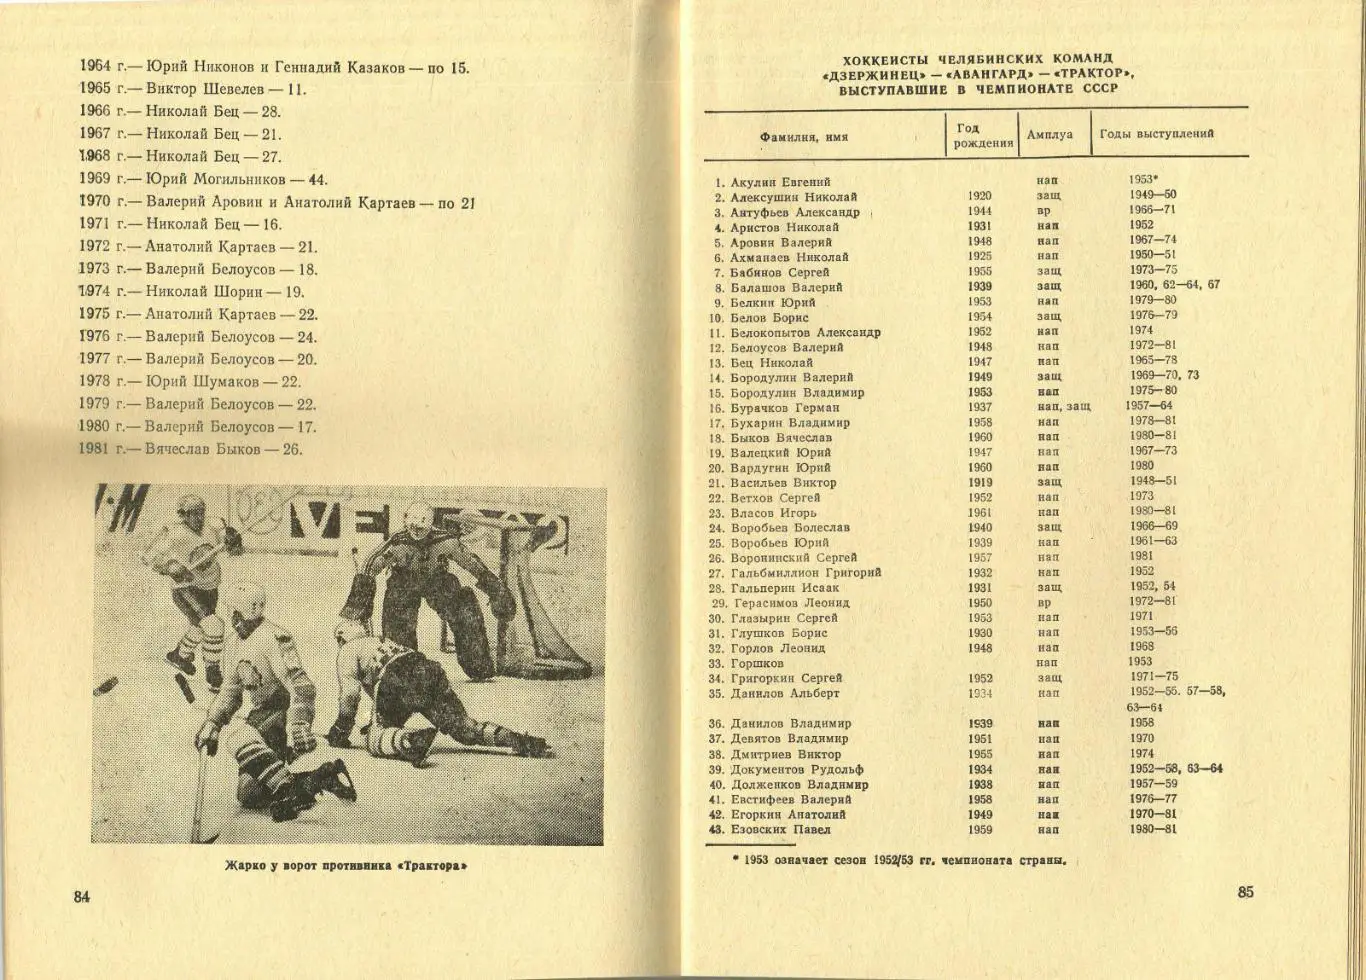 1964 г.— Юрий Никонов и Геннадий Казаков — по 15.
1965 г.— Виктор Шевелев — 11.
1966 г.— Николай Бец — 28.
1967 г.— Николай Бец — 21.
1968 г.— Николай Бец — 27.
1969 г.— Юрий Могильников — 44.
1970 г.— Валерий Аровин и Анатолий Картаев — по 21
1971 г.— Николай Бец — 16.
1972 г.— Анатолий Картаев — 21.
1973 г.— Валерий Белоусов — 18.
1974 г.— Николай Шорин — 19.
1975 г.— Анатолий Картаев — 22.
1976 г.— Валерий Белоусов — 24.
1977 г.— Валерий Белоусов — 20.
1978 г.— Юрий Шумаков — 22.
1979 г.— Валерий Белоусов — 22.
1980 г.— Валерий Белоусов — 17.
1981 г.— Вячеслав Быков — 26.
Жарко у ворот противника «Трактора»
84
ХОККЕИСТЫ ЧЕЛЯБИНСКИХ КОМАНД
«ДЗЕРЖИНЕЦ» — «АВАНГАРД» — «ТРАКТОР»,
ВЫСТУПАВШИЕ В ЧЕМПИОНАТЕ СССР
Фамилия, имя Год рождения Амплуа Годы выступлений
1. Акулин Евгений нап 1953*
2. Алексушин Николай 1920 защ 1949—50
3. Антуфьев Александр 1944 вр 1966—71
4. Аристов Николай 1931 нап 1952
5. Аровин Валерий 1948 нап 1967—74
6. Ахманаев Николай 1925 нап 1950—51
7. Бабинов Сергей 1955 защ 1973—75
8. Балашов Валерий 1939 защ 1960, 62—64, 67
9. Белкин Юрий 1953 нап 1979—80
10. Белов Борис 1954 защ 1976—79
11. Белокопытов Александр 1952 нап 1974
12. Белоусов Валерий 1948 нап 1972—81
13. Бец Николай 1947 нап 1965—78
14. Бородулин Валерий 1949 защ 1969—70, 73
15. Бородулин Владимир 1953 нап 1975—80
16. Бурачков Герман 1937 нап, защ 1957—64
17. Бухарин Владимир 1958 нап 1978—81
18. Быков Вячеслав 1960 нап 1980—81
19. Валецкий Юрий 1947 нап 1967—73
20. Вардугин Юрий 1960 нап 1980
21. Васильев Виктор 1919 защ 1948—51
22. Ветхов Сергей 1952 нап 1973
23. Власов Игорь 1961 нап 1980—81
24. Воробьев Болеслав 1940 защ 1966—69
25. Воробьев Юрий 1939 нап 1961—63
26. Воронинский Сергей 1957 нап 1981
27. Гальбмиллион Григорий 1932 нап 1952
28. Гальперин Исаак 1931 защ 1952, 54
29. Герасимов Леонид 1950 вр 1972—81
30. Глазырин Сергей 1953 нап 1971
31. Глушков Борис 1930 нап 1953—56
32. Горлов Леонид 1948 нап 1968
33. Горшков нап 1953
34. Григоркин Сергей 1952 защ 1971—75
35. Данилов Альберт 1934 нап 1952—56. 57—58,
63—64
36. Данилов Владимир 1939 нап 1958
37. Девятов Владимир 1951 нап 1970
38. Дмитриев Виктор 1955 нап 1974
39. Документов Рудольф 1934 нап 1952—58, 63—64
40. Долженков Владимир 1938 нап 1957—59
41. Евстифеев Валерий 1958 нап 1976—77
42. Егоркин Анатолий 1949 нап 1970—81
43. Езовских Павел 1959 нап 1980—81
* 1953 означает сезон 1952/53 гг. чемпионата страны.
85